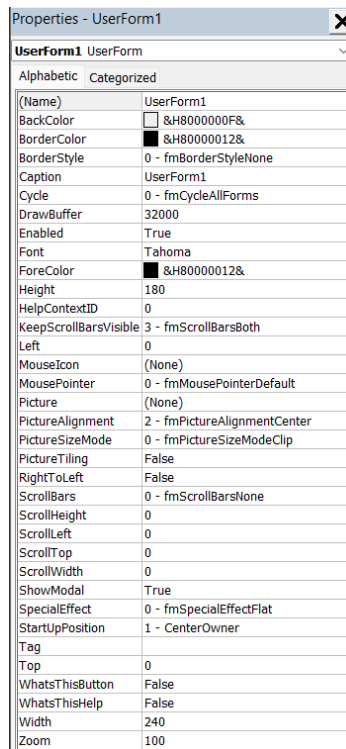 Properties - UserForm1
UserForm1 UserForm
Alphabetic Categorized
(Name) UserForm1
BackColor &H8000000F&
BorderColor &H80000012&
BorderStyle 0 - fmBorderStyleNone
Caption UserForm1
Cycle 0 - fmCycleAllForms
DrawBuffer 32000
Enabled True
Font Tahoma
ForeColor &H80000012&
Height 180
HelpContextID 0
KeepScrollBarsVisible 3 - fmScrollBarsBoth
Left 0
MouseIcon (None)
MousePointer 0 - fmMousePointerDefault
Picture (None)
PictureAlignment 2 - fmPictureAlignmentCenter
PictureSizeMode 0 - fmPictureSizeModeClip
PictureTiling False
RightToLeft False
ScrollBars 0 - fmScrollBarsNone
ScrollHeight 0
ScrollLeft 0
ScrollTop 0
ScrollWidth 0
ShowModal True
SpecialEffect 0 - fmSpecialEffectFlat
StartUpPosition 1 - CenterOwner
Tag
Top 0
WhatsThisButton False
WhatsThisHelp False
Width 240
Zoom 100